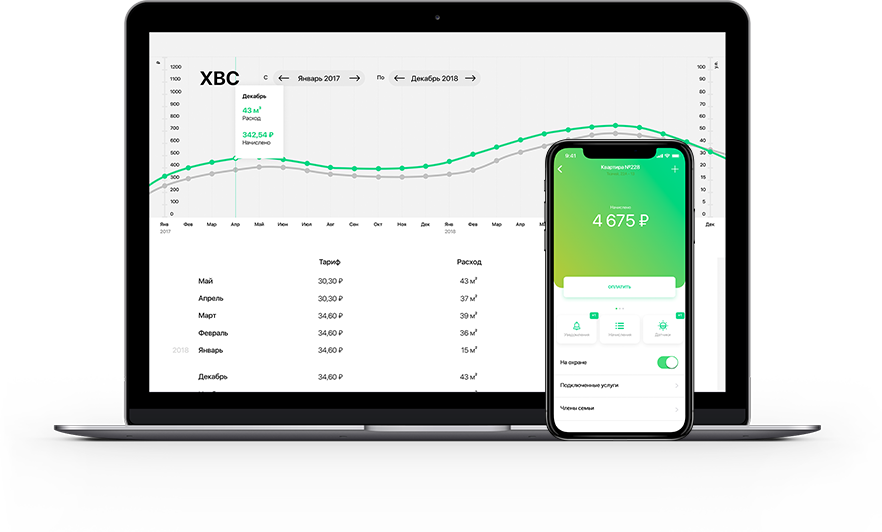 ХВС
С
Январь 2017
По
Декабрь 2018
₽
1200
1100
1000
900
800
700
600
500
400
300
200
170
150
0
Декабрь
43 м³
Расход
342,54 ₽
Начислено
100
90
80
70
60
50
40
30
20
15
10
5
0
Янв
Фев
Мар
Апр
Май
Июн
Июл
Авг
Сен
Окт
Ноя
Дек
Янв
Фев
Мар
Апр
Дек
2017
2018
Тариф
Расход
Май
30,30 ₽
43 м³
Апрель
30,30 ₽
37 м³
Март
34,60 ₽
39 м³
Февраль
34,60 ₽
36 м³
2018
Январь
34,60 ₽
15 м³
Декабрь
34,60 ₽
43 м³
9:41
Квартира №228
Начислено
4 675 ₽
ОПЛАТИТЬ
Уведомления
Начисления
Датчики
На охране
Подключенные услуги
Члены семьи